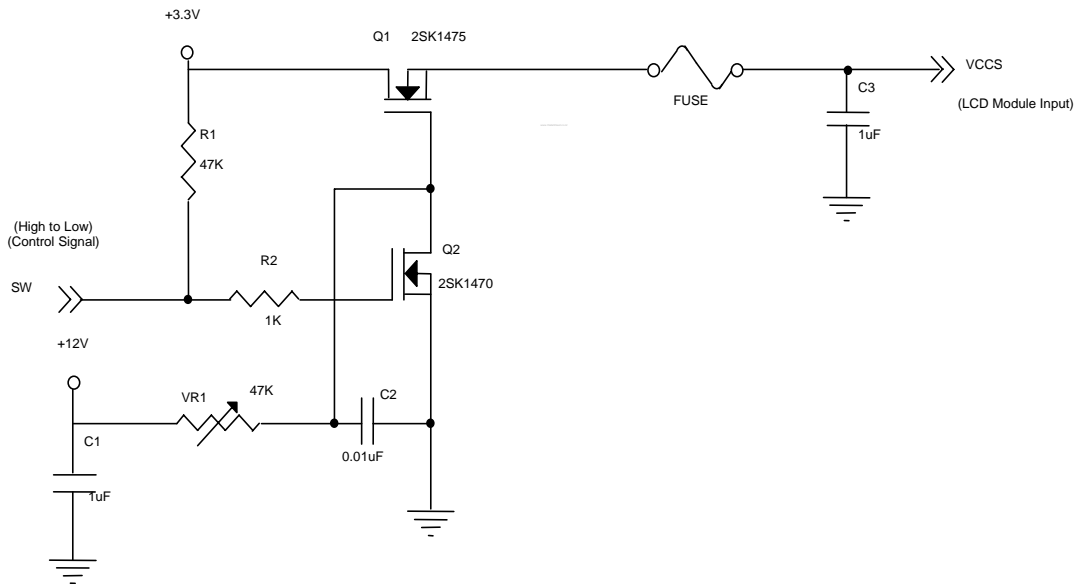 +3.3V
Q1 2SK1475
VCCS
C3
FUSE
(LCD Module Input)
1uF
R1
47K
(High to Low)
(Control Signal)
Q2
R2
2SK1470
SW
1K
+12V
47K
VR1
C2
C1
0.01uF
1uF